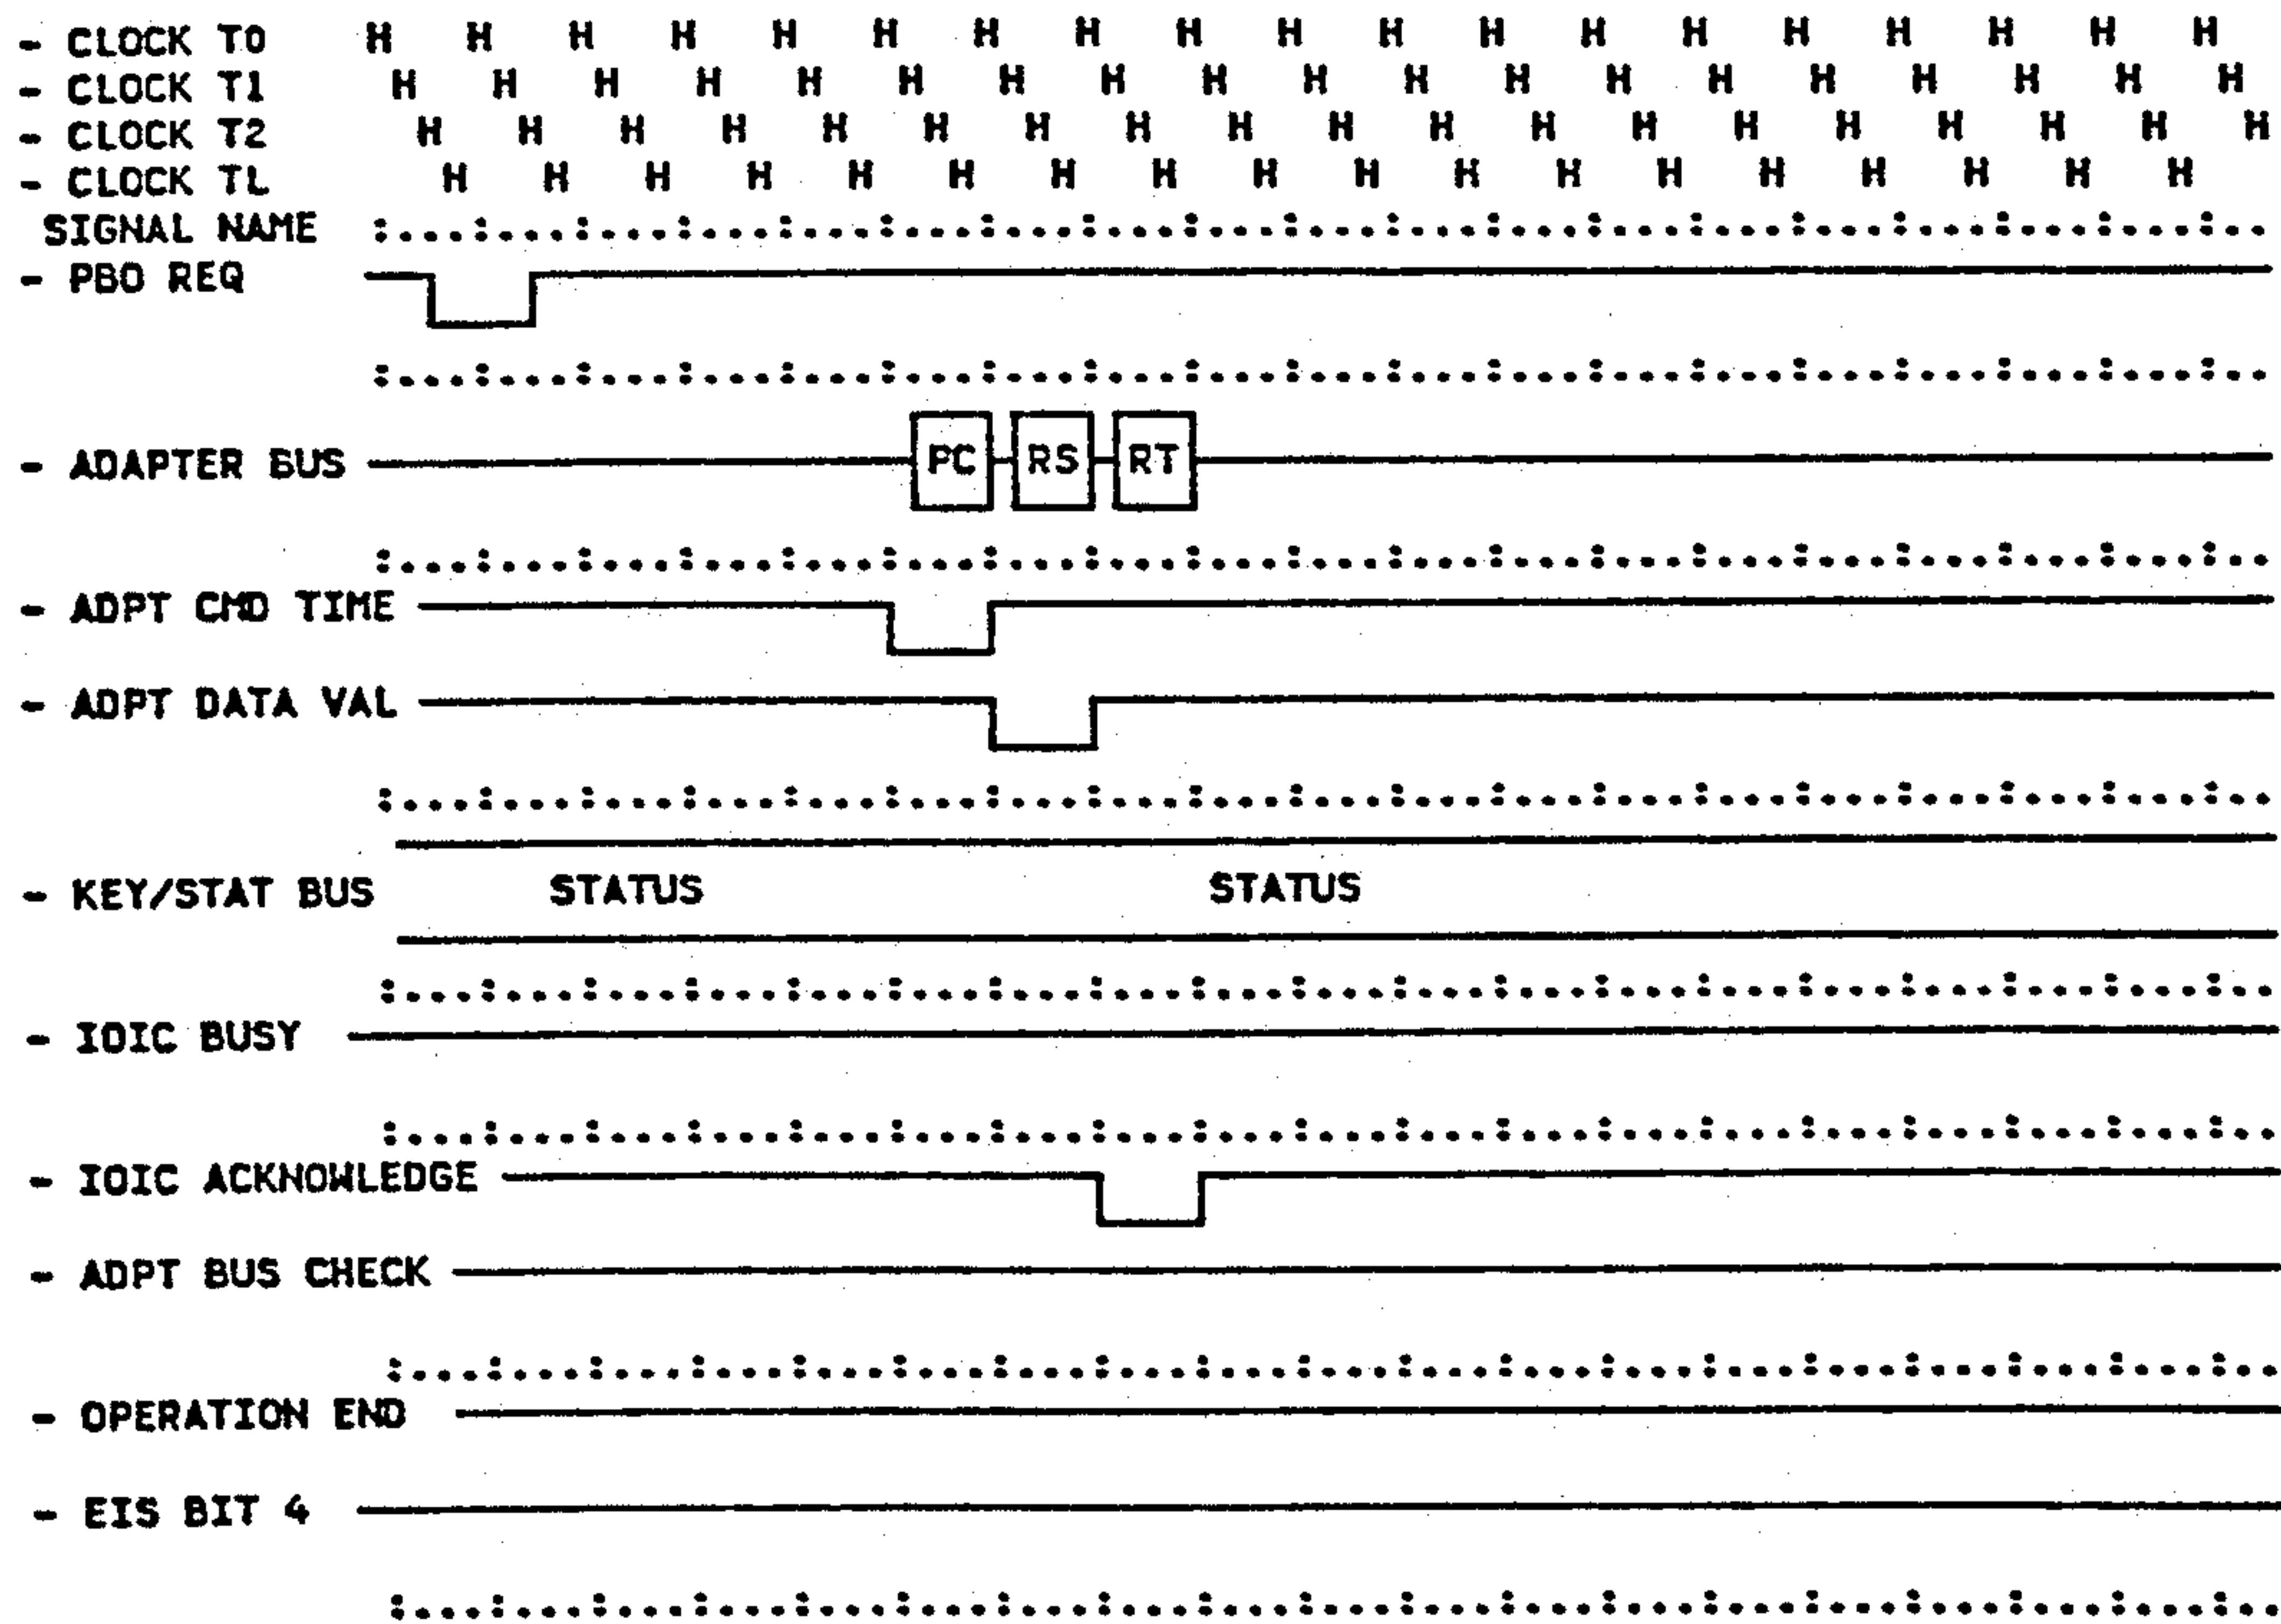 - CLOCK T0 H H H H H H H H H H H H H H H H H H H
- CLOCK T1 H H H H H H H H H H H H H H H H H H H
- CLOCK T2 H H H H H H H H H H H H H H H H H H H
- CLOCK TL H H H H H H H H H H H H H H H H H H
SIGNAL NAME
- PBO REQ
- ADAPTER BUS PC RS RT
- ADPT CMD TIME
- ADPT DATA VAL
- KEY/STAT BUS STATUS STATUS
- IOIC BUSY
- IOIC ACKNOWLEDGE
- ADPT BUS CHECK
- OPERATION END
- EIS BIT 4